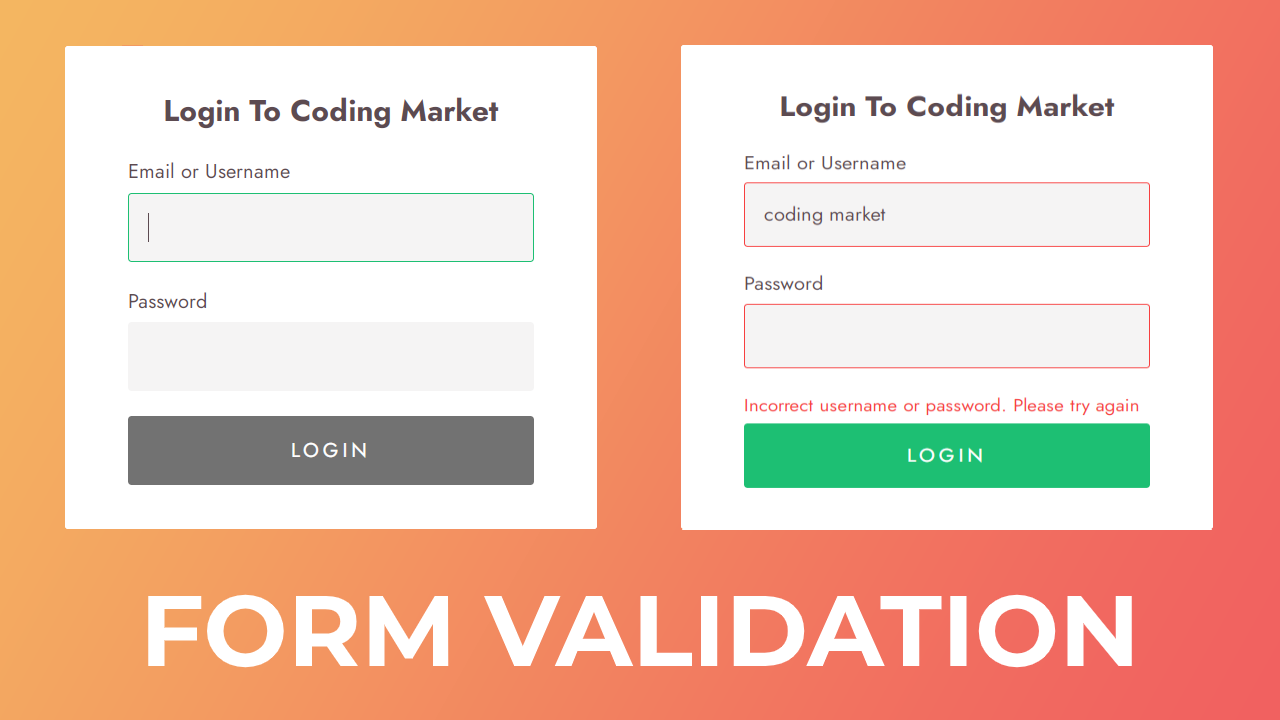 Login To Coding Market
Email or Username
Password
LOGIN
Login To Coding Market
Email or Username
coding market
Password
Incorrect username or password. Please try again
LOGIN
FORM VALIDATION